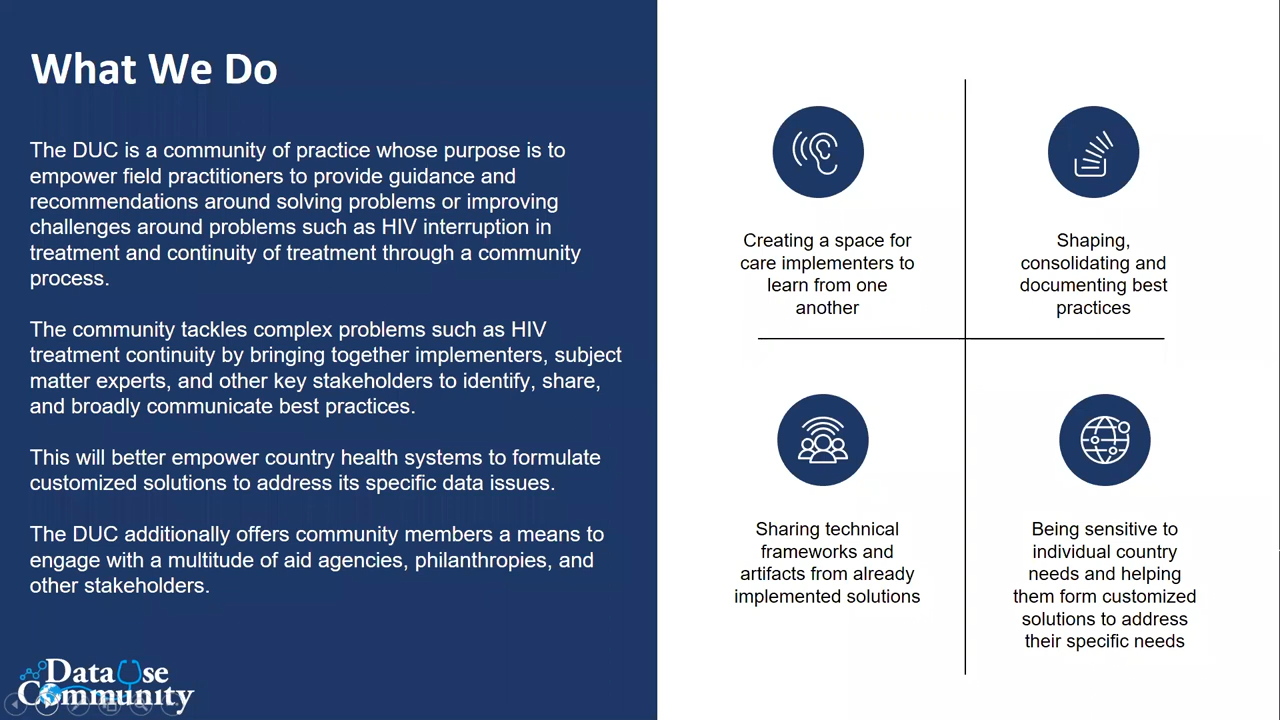 What We Do
The DUC is a community of practice whose purpose is to
empower field practitioners to provide guidance and
recommendations around solving problems or improving
challenges around problems such as HIV interruption in
treatment and continuity of treatment through a community
process.
The community tackles complex problems such as HIV
treatment continuity by bringing together implementers, subject
matter experts, and other key stakeholders to identify, share,
and broadly communicate best practices.
This will better empower country health systems to formulate
customized solutions to address its specific data issues.
The DUC additionally offers community members a means to
engage with a multitude of aid agencies, philanthropies, and
other stakeholders.
Data Use
Community
Creating a space for
care implementers to
learn from one
another
Shaping,
consolidating and
documenting best
practices
Sharing technical
frameworks and
artifacts from already
implemented solutions
Being sensitive to
individual country
needs and helping
them form customized
solutions to address
their specific needs